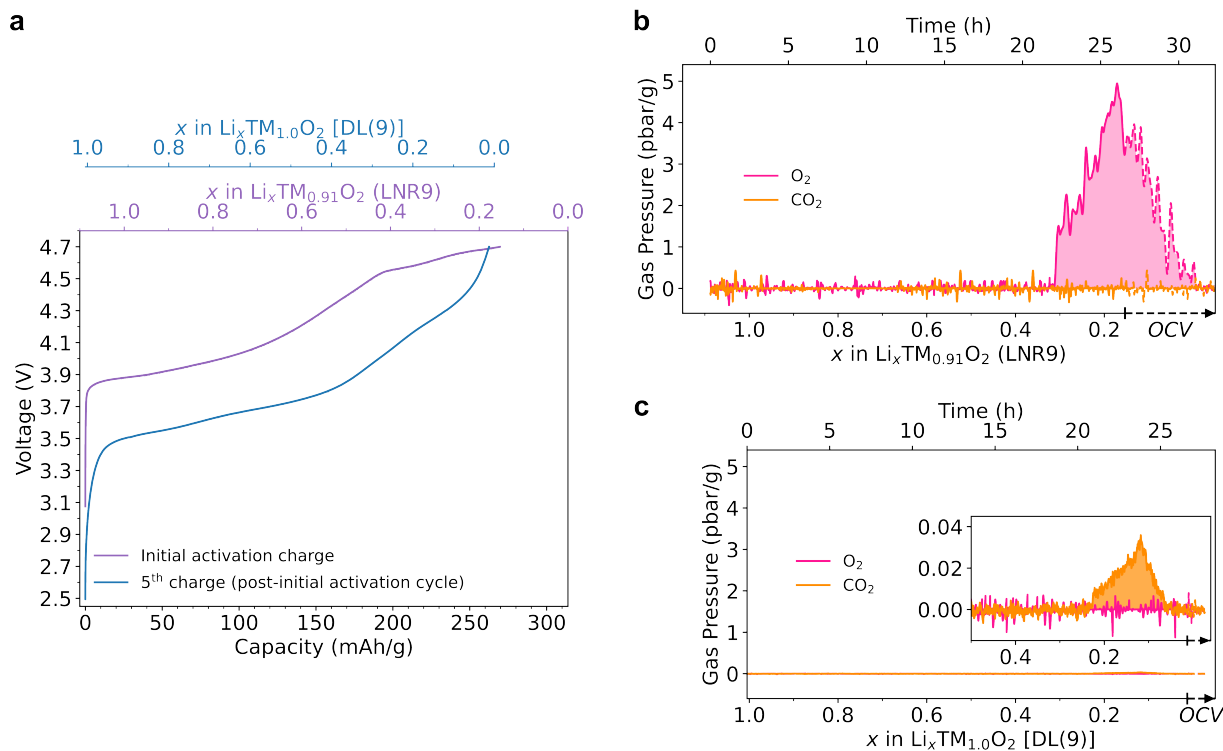 a
x in LiₓTM₁.₀O₂ [DL(9)]
1.0 0.8 0.6 0.4 0.2 0.0
x in LiₓTM₀.₉₁O₂ (LNR9)
1.0 0.8 0.6 0.4 0.2 0.0
Voltage (V)
4.7
4.5
4.3
4.1
3.9
3.7
3.5
3.3
3.1
2.9
2.7
2.5
Initial activation charge
5ᵗʰ charge (post-initial activation cycle)
0 50 100 150 200 250 300
Capacity (mAh/g)
b
Time (h)
0 5 10 15 20 25 30
Gas Pressure (pbar/g)
5
4
3
2
1
0
O₂
CO₂
1.0 0.8 0.6 0.4 0.2 OCV
x in LiₓTM₀.₉₁O₂ (LNR9)
c
Time (h)
0 5 10 15 20 25
Gas Pressure (pbar/g)
5
4
3
2
1
0
O₂
CO₂
0.04
0.02
0.00
0.4 0.2
1.0 0.8 0.6 0.4 0.2 OCV
x in LiₓTM₁.₀O₂ [DL(9)]